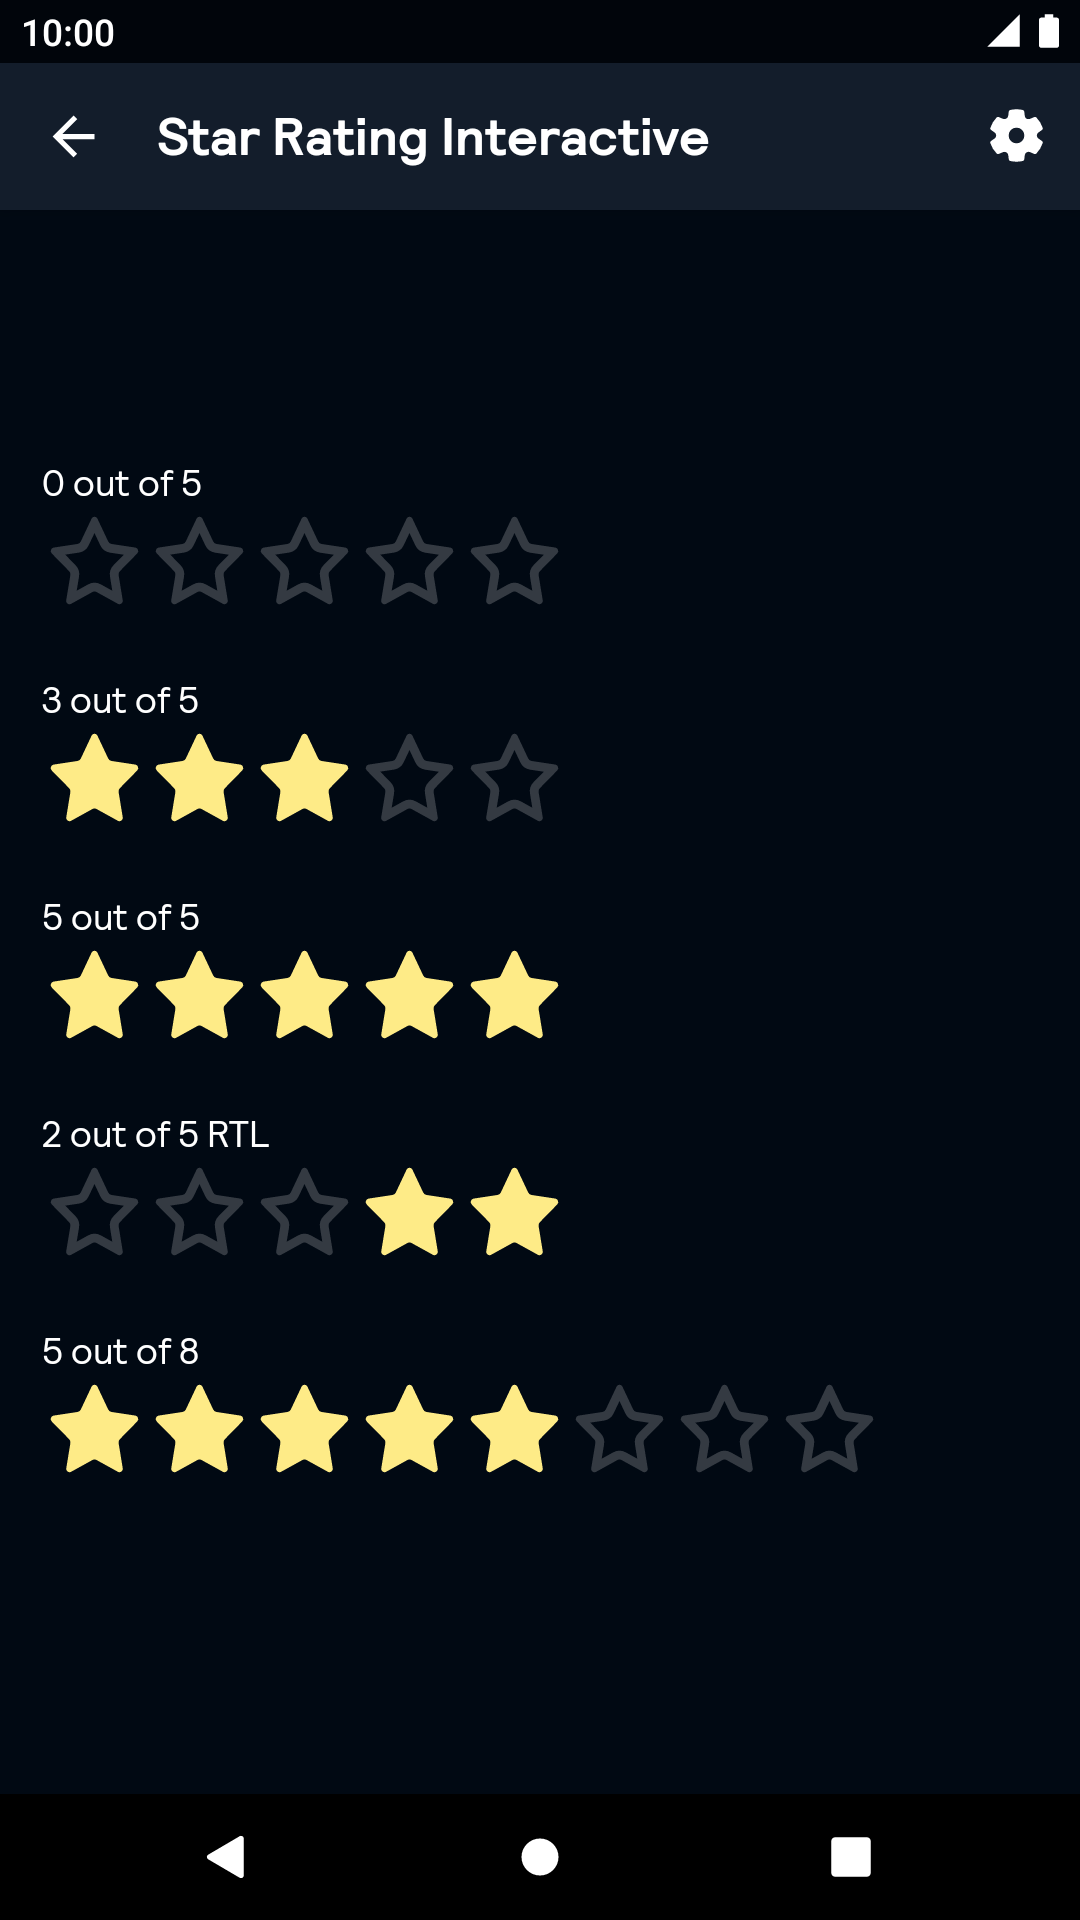 10:00
Star Rating Interactive
0 out of 5
3 out of 5
5 out of 5
2 out of 5 RTL
5 out of 8